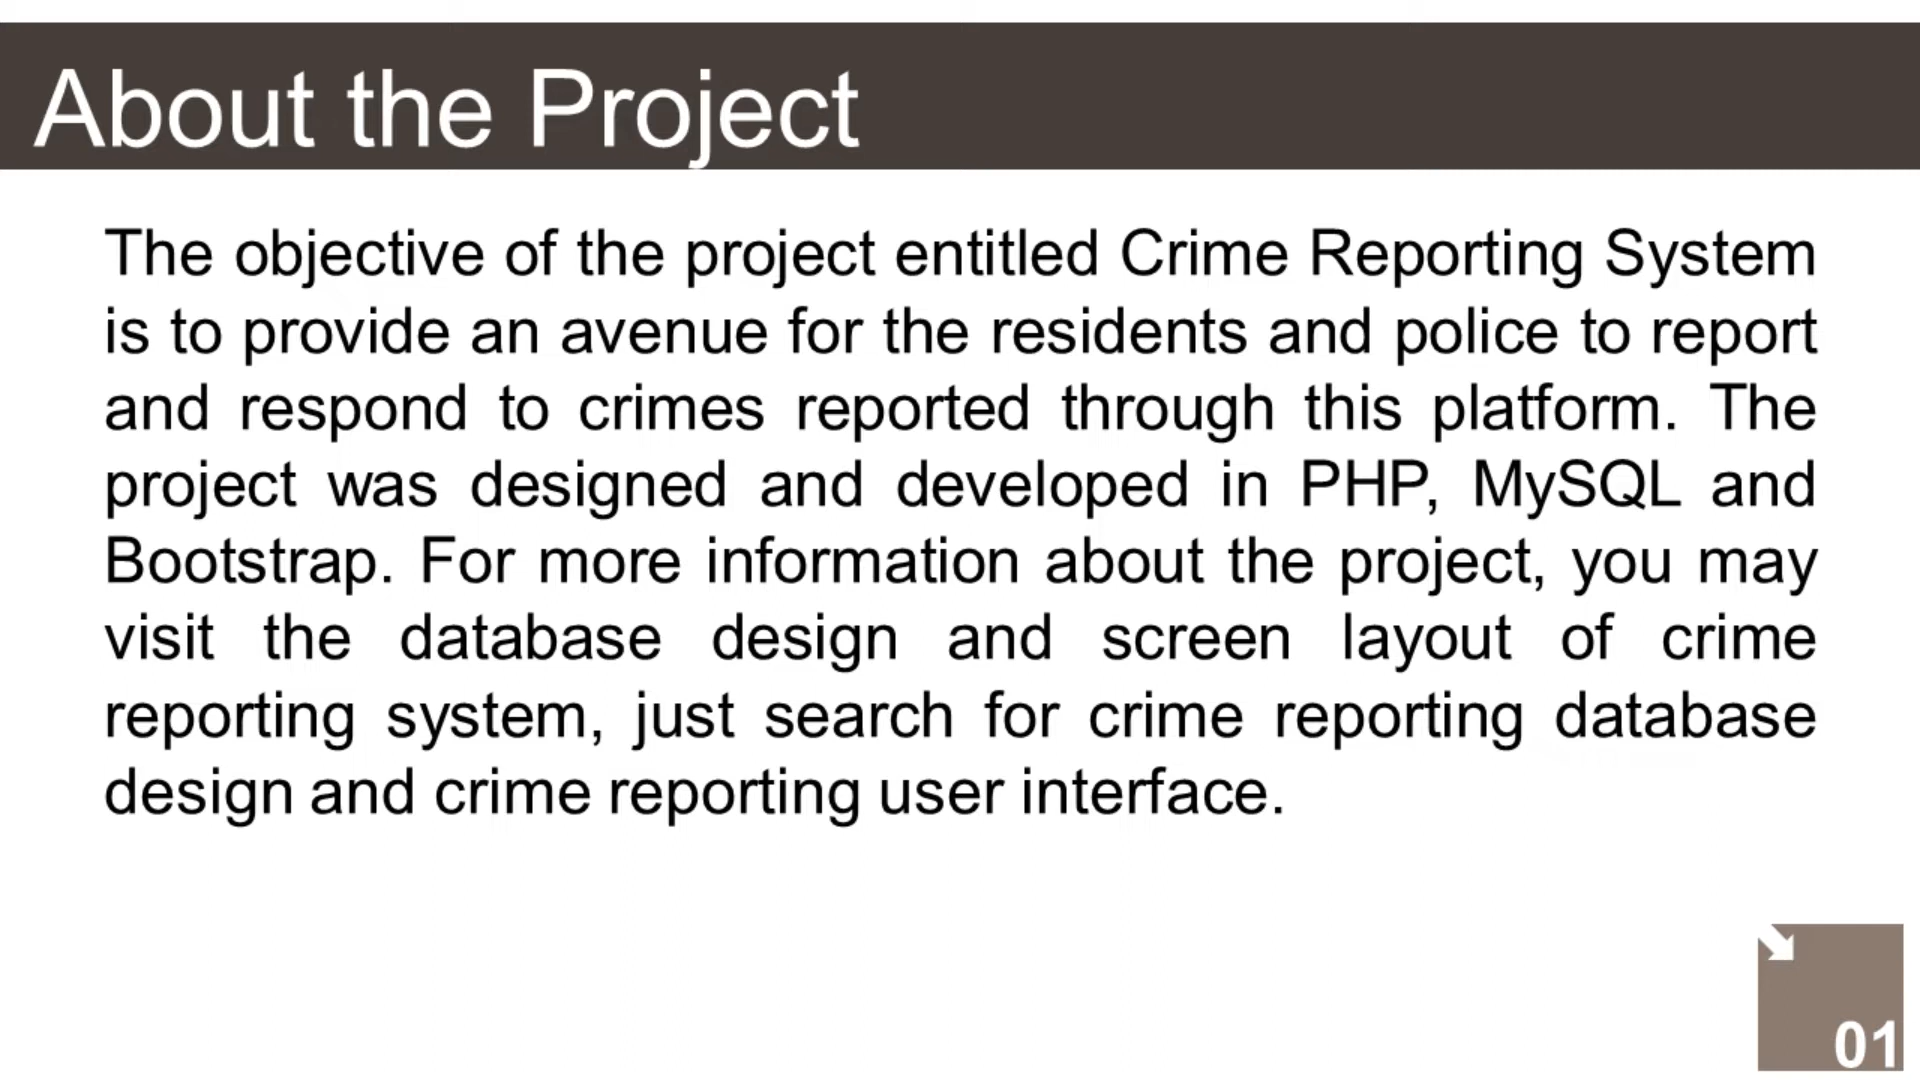 About the Project
The objective of the project entitled Crime Reporting System
is to provide an avenue for the residents and police to report
and respond to crimes reported through this platform. The
project was designed and developed in PHP, MySQL and
Bootstrap. For more information about the project, you may
visit the database design and screen layout of crime
reporting system, just search for crime reporting database
design and crime reporting user interface.
01